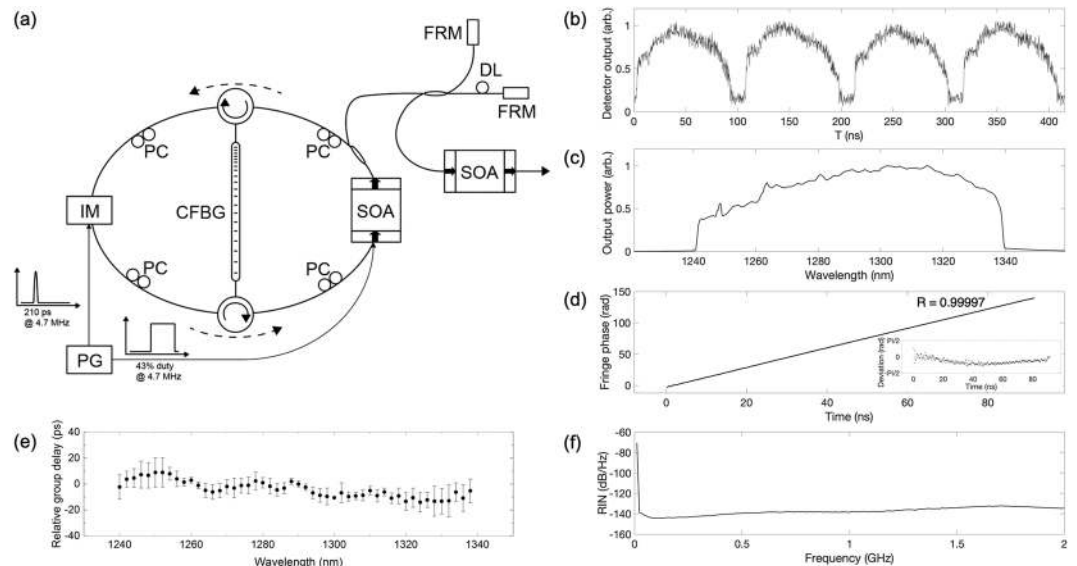 (a)
FRM
DL
FRM
PC
PC
IM
CFBG
SOA
SOA
PC
PC
210 ps
@ 4.7 MHz
PG
43% duty
@ 4.7 MHz
(b)
Detector output (arb.)
1
0.5
0
0 50 100 150 200 250 300 350 400
T (ns)
(c)
Output power (arb.)
1
0.5
0
1240 1260 1280 1300 1320 1340
Wavelength (nm)
(d)
R = 0.99997
Fringe phase (rad)
150
100
50
0
0 20 40 60 80
Time (ns)
Deviation (rad)
0
0 20 40 60 80
Time (ns)
(e)
Relative group delay (ps)
40
20
0
-20
-40
1240 1260 1280 1300 1320 1340
Wavelength (nm)
(f)
RIN (dB/Hz)
-60
-80
-100
-120
-140
-160
0 0.5 1 1.5 2
Frequency (GHz)